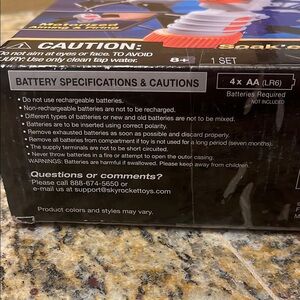 Motorized
CAUTION:
Do not aim at eyes or face. TO AVOID
INJURY: Use only clean tap water.
8+
Soak'e
1 SET
BATTERY SPECIFICATIONS & CAUTIONS
4 x AA (LR6)
Batteries Required
NOT INCLUDED
• Do not use rechargeable batteries.
• Non-rechargeable batteries are not to be recharged.
• Different types of batteries or new and old batteries are not to be mixed.
• Batteries are to be inserted using correct polarity.
• Remove exhausted batteries as soon as possible and discard properly.
• Remove all batteries from compartment if toy is not used for a long period (seven months).
• The supply terminals are not to be short circuited.
• Never throw batteries in a fire or attempt to open the outer casing.
WARNINGS: Batteries are harmful if swallowed. Please keep away from children.
Questions or comments?
Please call 888-674-5650 or
e-mail us at support@skyrockettoys.com
Product colors and styles may vary.